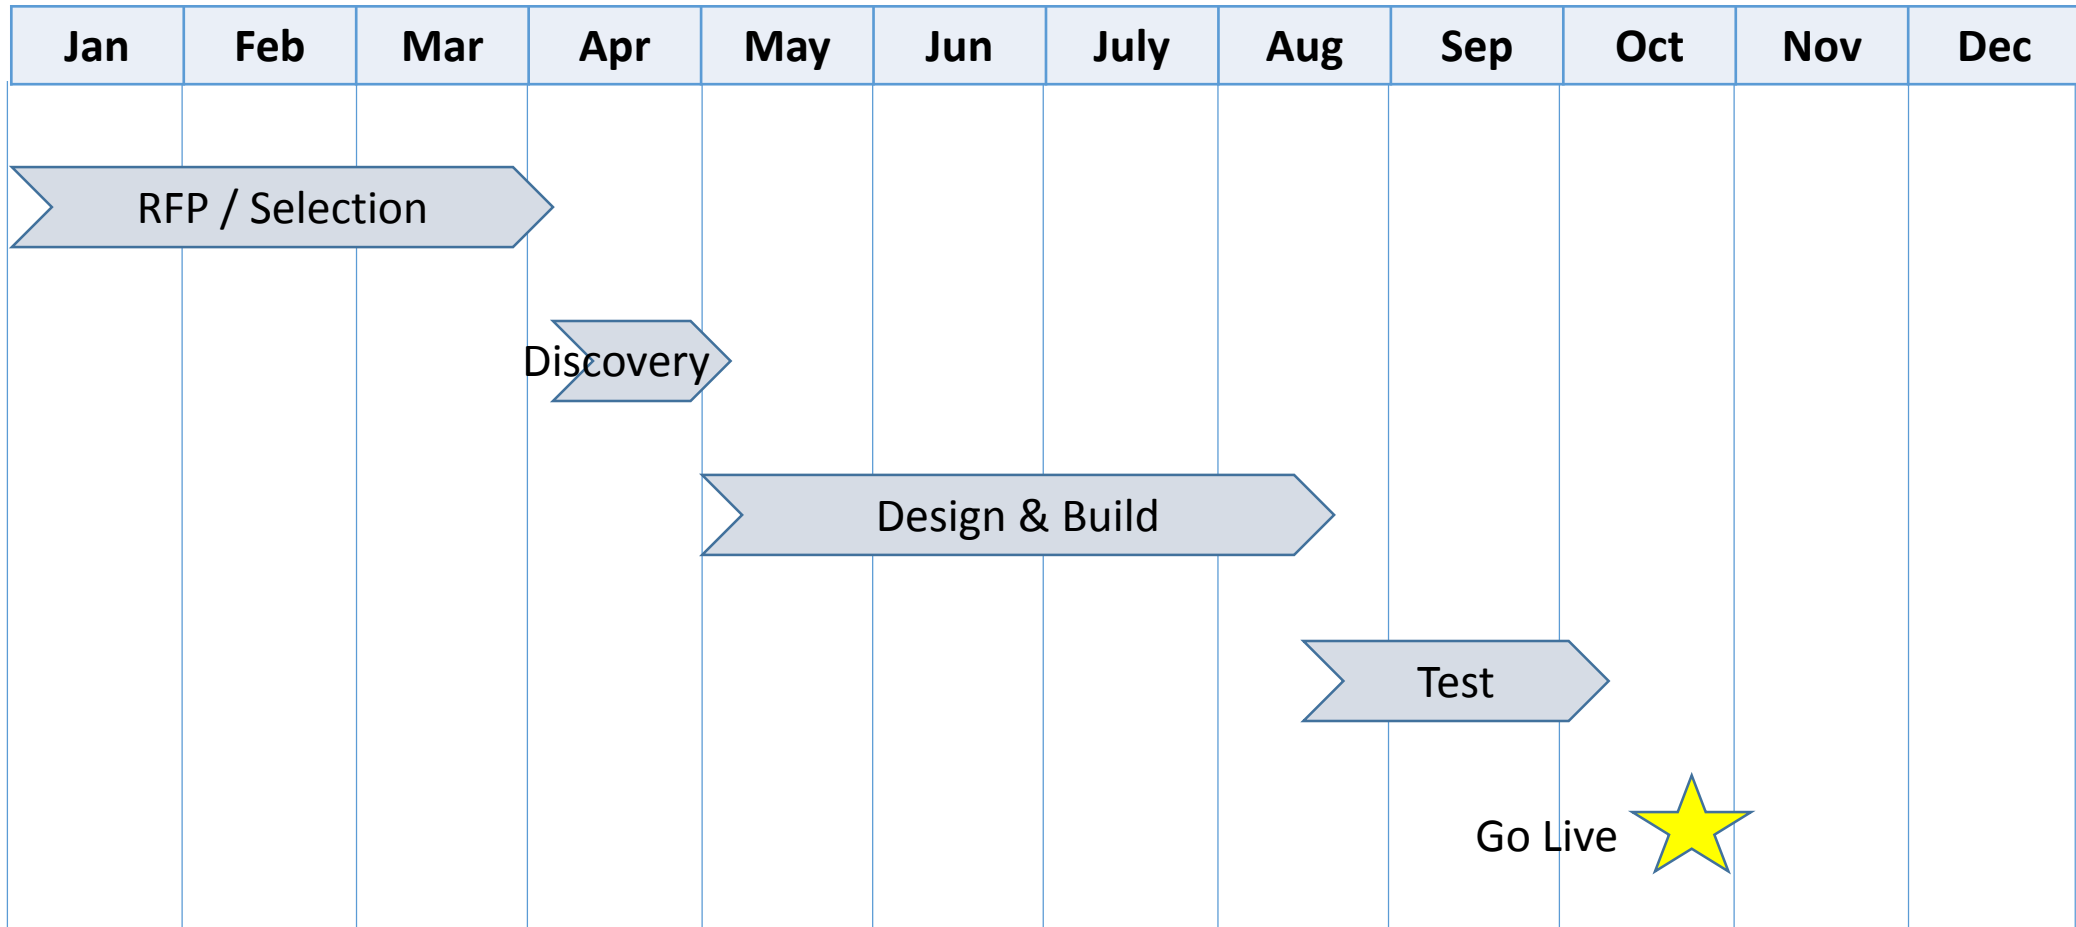 Jan Feb Mar Apr May Jun July Aug Sep Oct Nov Dec
RFP / Selection
Discovery
Design & Build
Test
Go Live